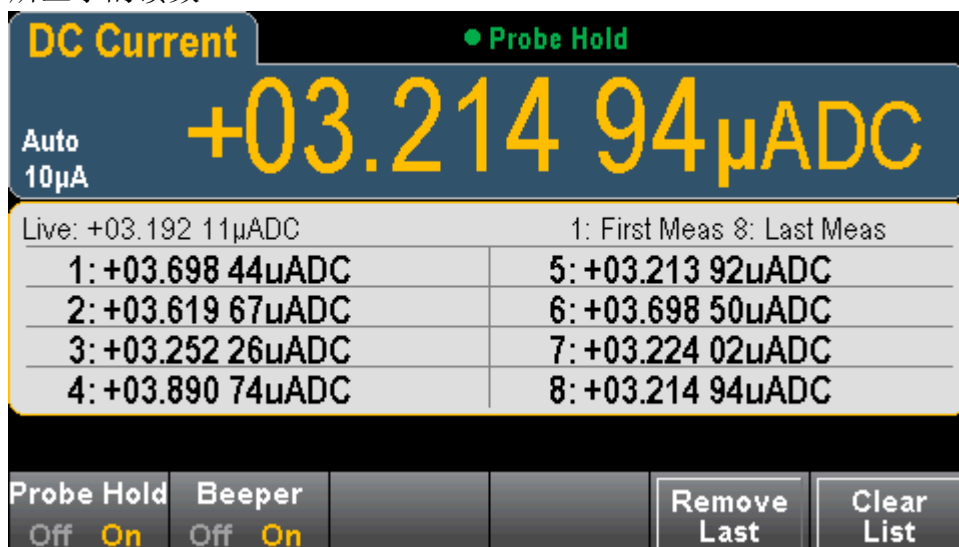 DC Current
Probe Hold
+03.214 94µADC
Auto
10µA
Live: +03.192 11µADC
1: First Meas 8: Last Meas
1: +03.698 44uADC
2: +03.619 67uADC
3: +03.252 26uADC
4: +03.890 74uADC
5: +03.213 92uADC
6: +03.698 50uADC
7: +03.224 02uADC
8: +03.214 94uADC
Probe Hold
Off On
Beeper
Off On
Remove
Last
Clear
List